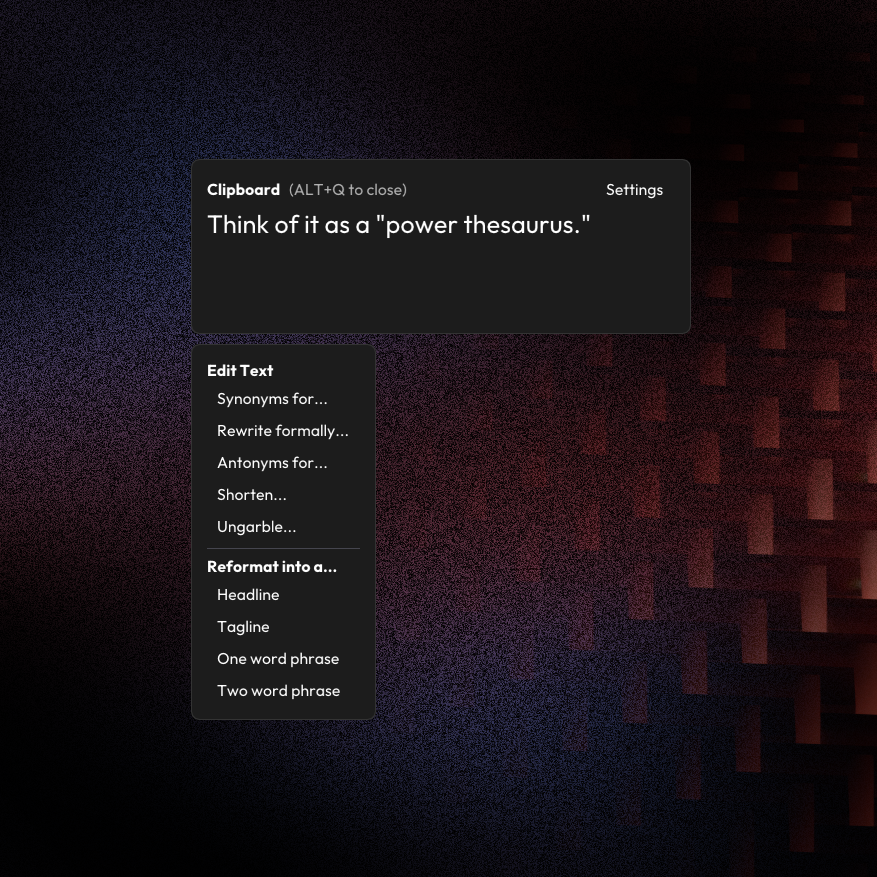 Clipboard (ALT+Q to close) Settings
Think of it as a "power thesaurus."
Edit Text
Synonyms for...
Rewrite formally...
Antonyms for...
Shorten...
Ungarble...
Reformat into a...
Headline
Tagline
One word phrase
Two word phrase